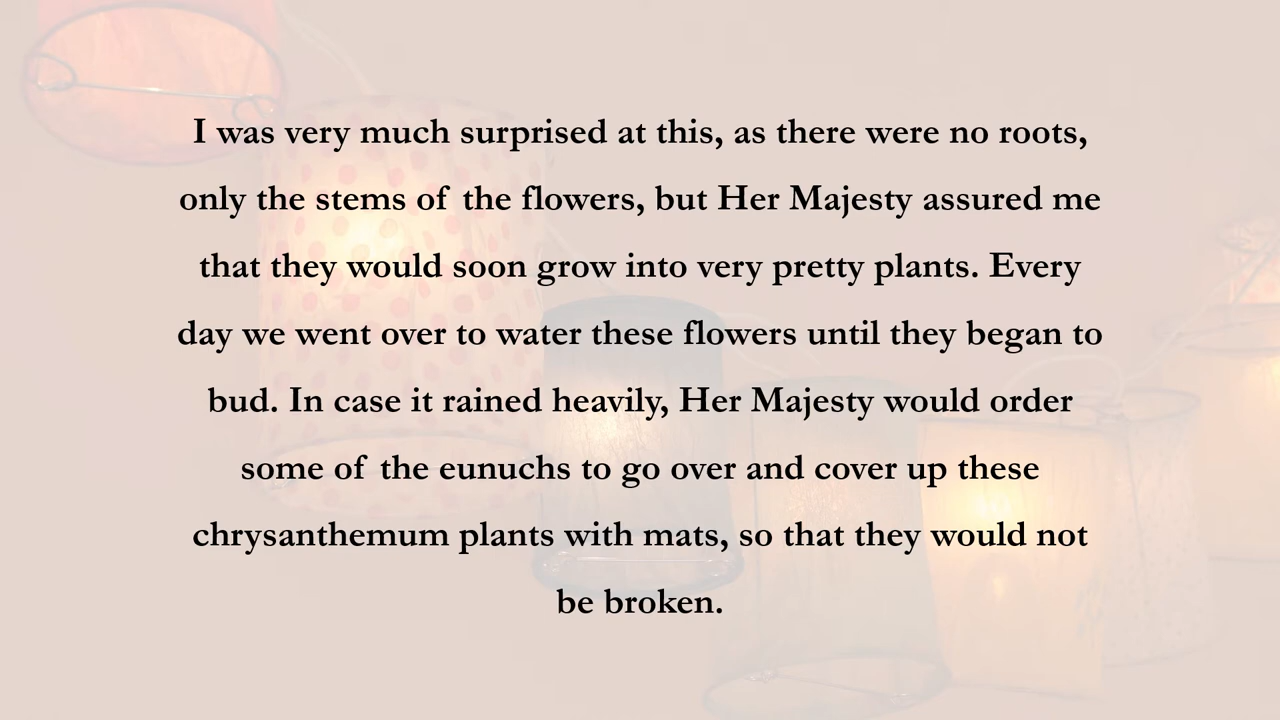 I was very much surprised at this, as there were no roots,
only the stems of the flowers, but Her Majesty assured me
that they would soon grow into very pretty plants. Every
day we went over to water these flowers until they began to
bud. In case it rained heavily, Her Majesty would order
some of the eunuchs to go over and cover up these
chrysanthemum plants with mats, so that they would not
be broken.